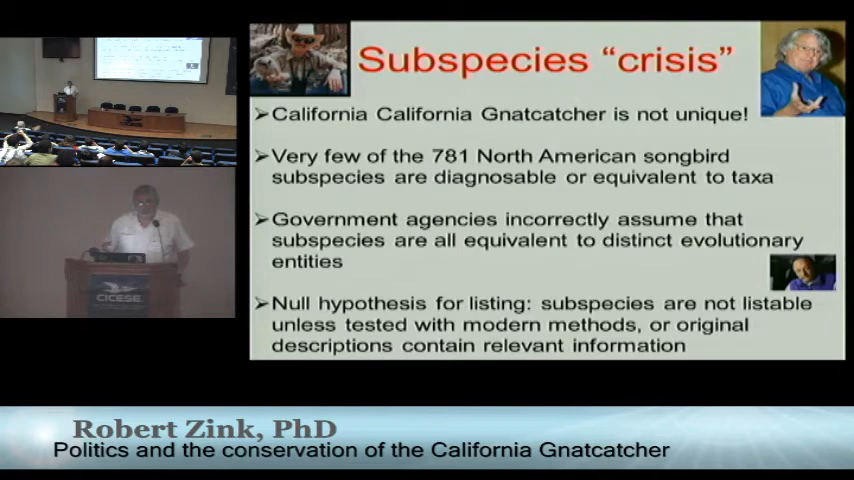 Subspecies "crisis"
➢California California Gnatcatcher is not unique!
➢Very few of the 781 North American songbird
subspecies are diagnosable or equivalent to taxa
➢Government agencies incorrectly assume that
subspecies are all equivalent to distinct evolutionary
entities
➢Null hypothesis for listing: subspecies are not listable
unless tested with modern methods, or original
descriptions contain relevant information
CICESE
Robert Zink, PhD
Politics and the conservation of the California Gnatcatcher